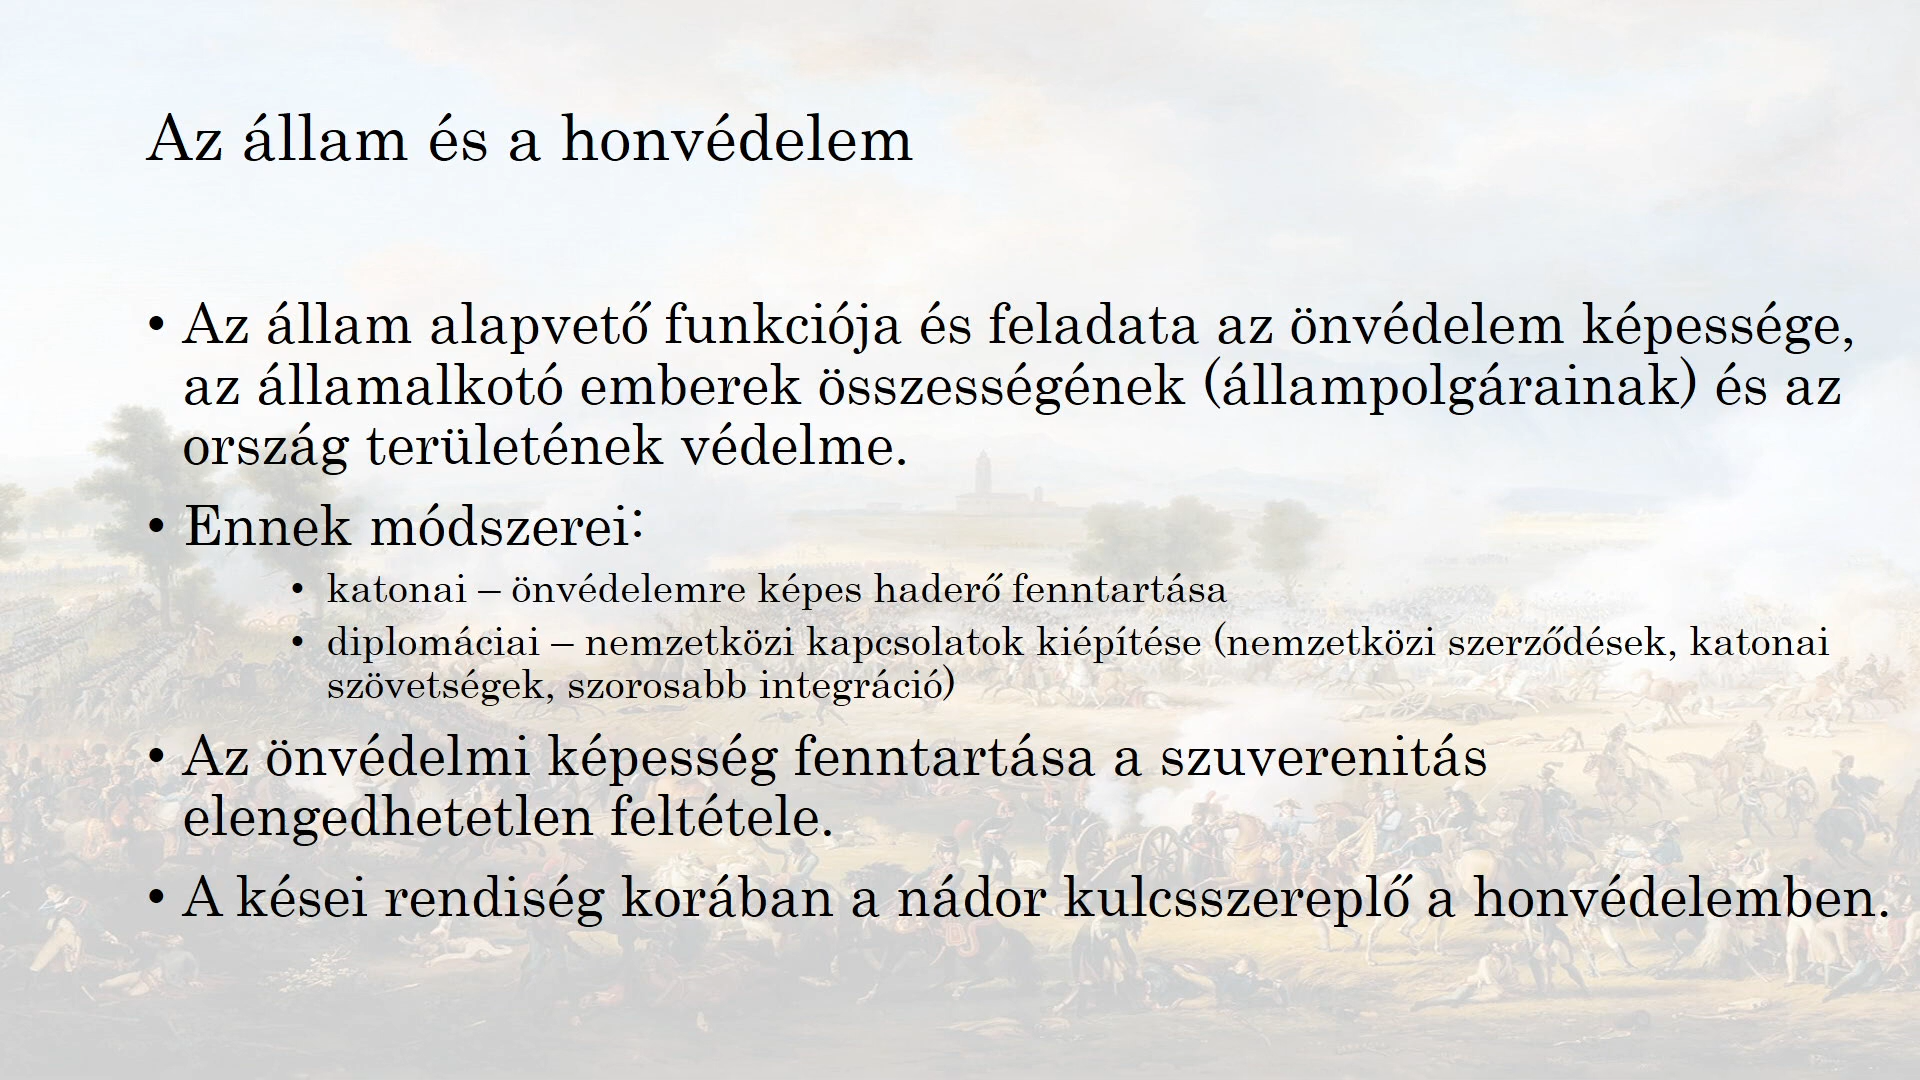 Az állam és a honvédelem
• Az állam alapvető funkciója és feladata az önvédelem képessége,
az államalkotó emberek összességének (állampolgárainak) és az
ország területének védelme.
• Ennek módszerei:
• katonai – önvédelemre képes haderő fenntartása
• diplomáciai – nemzetközi kapcsolatok kiépítése (nemzetközi szerződések, katonai
szövetségek, szorosabb integráció)
• Az önvédelmi képesség fenntartása a szuverenitás
elengedhetetlen feltétele.
• A kései rendiség korában a nádor kulcsszereplő a honvédelemben.